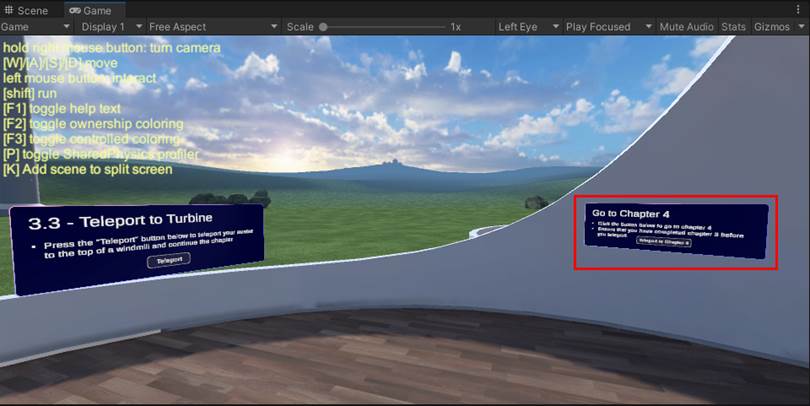 Scene Game
Game Display 1 Free Aspect Scale 1x Left Eye Play Focused Mute Audio Stats Gizmos
hold right mouse button: turn camera
[W]/[A]/[S]/[D] move
left mouse button: interact
[shift] run
[F1] toggle help text
[F2] toggle ownership coloring
[F3] toggle controlled coloring
[P] toggle SharedPhysics profiler
[K] Add scene to split screen
3.3 - Teleport to Turbine
• Press the "Teleport" button below to teleport your avatar
to the top of a windmill and continue the chapter
Teleport
Go to Chapter 4
• Click the button below to go to chapter 4
• Ensure that you have completed chapter 3 before
you teleport
Teleport to Chapter 4